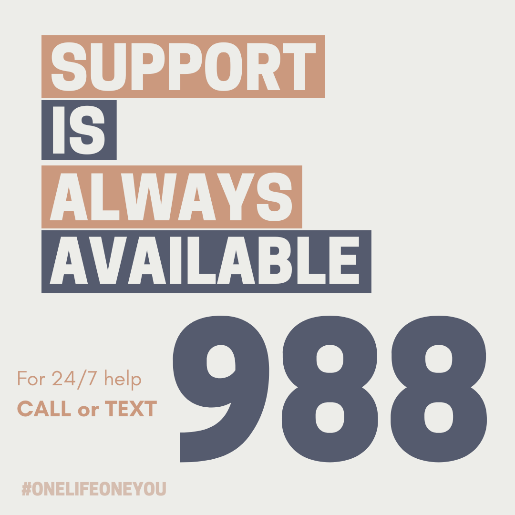 SUPPORT
IS
ALWAYS
AVAILABLE
For 24/7 help
CALL or TEXT
988
#ONELIFEONEYOU